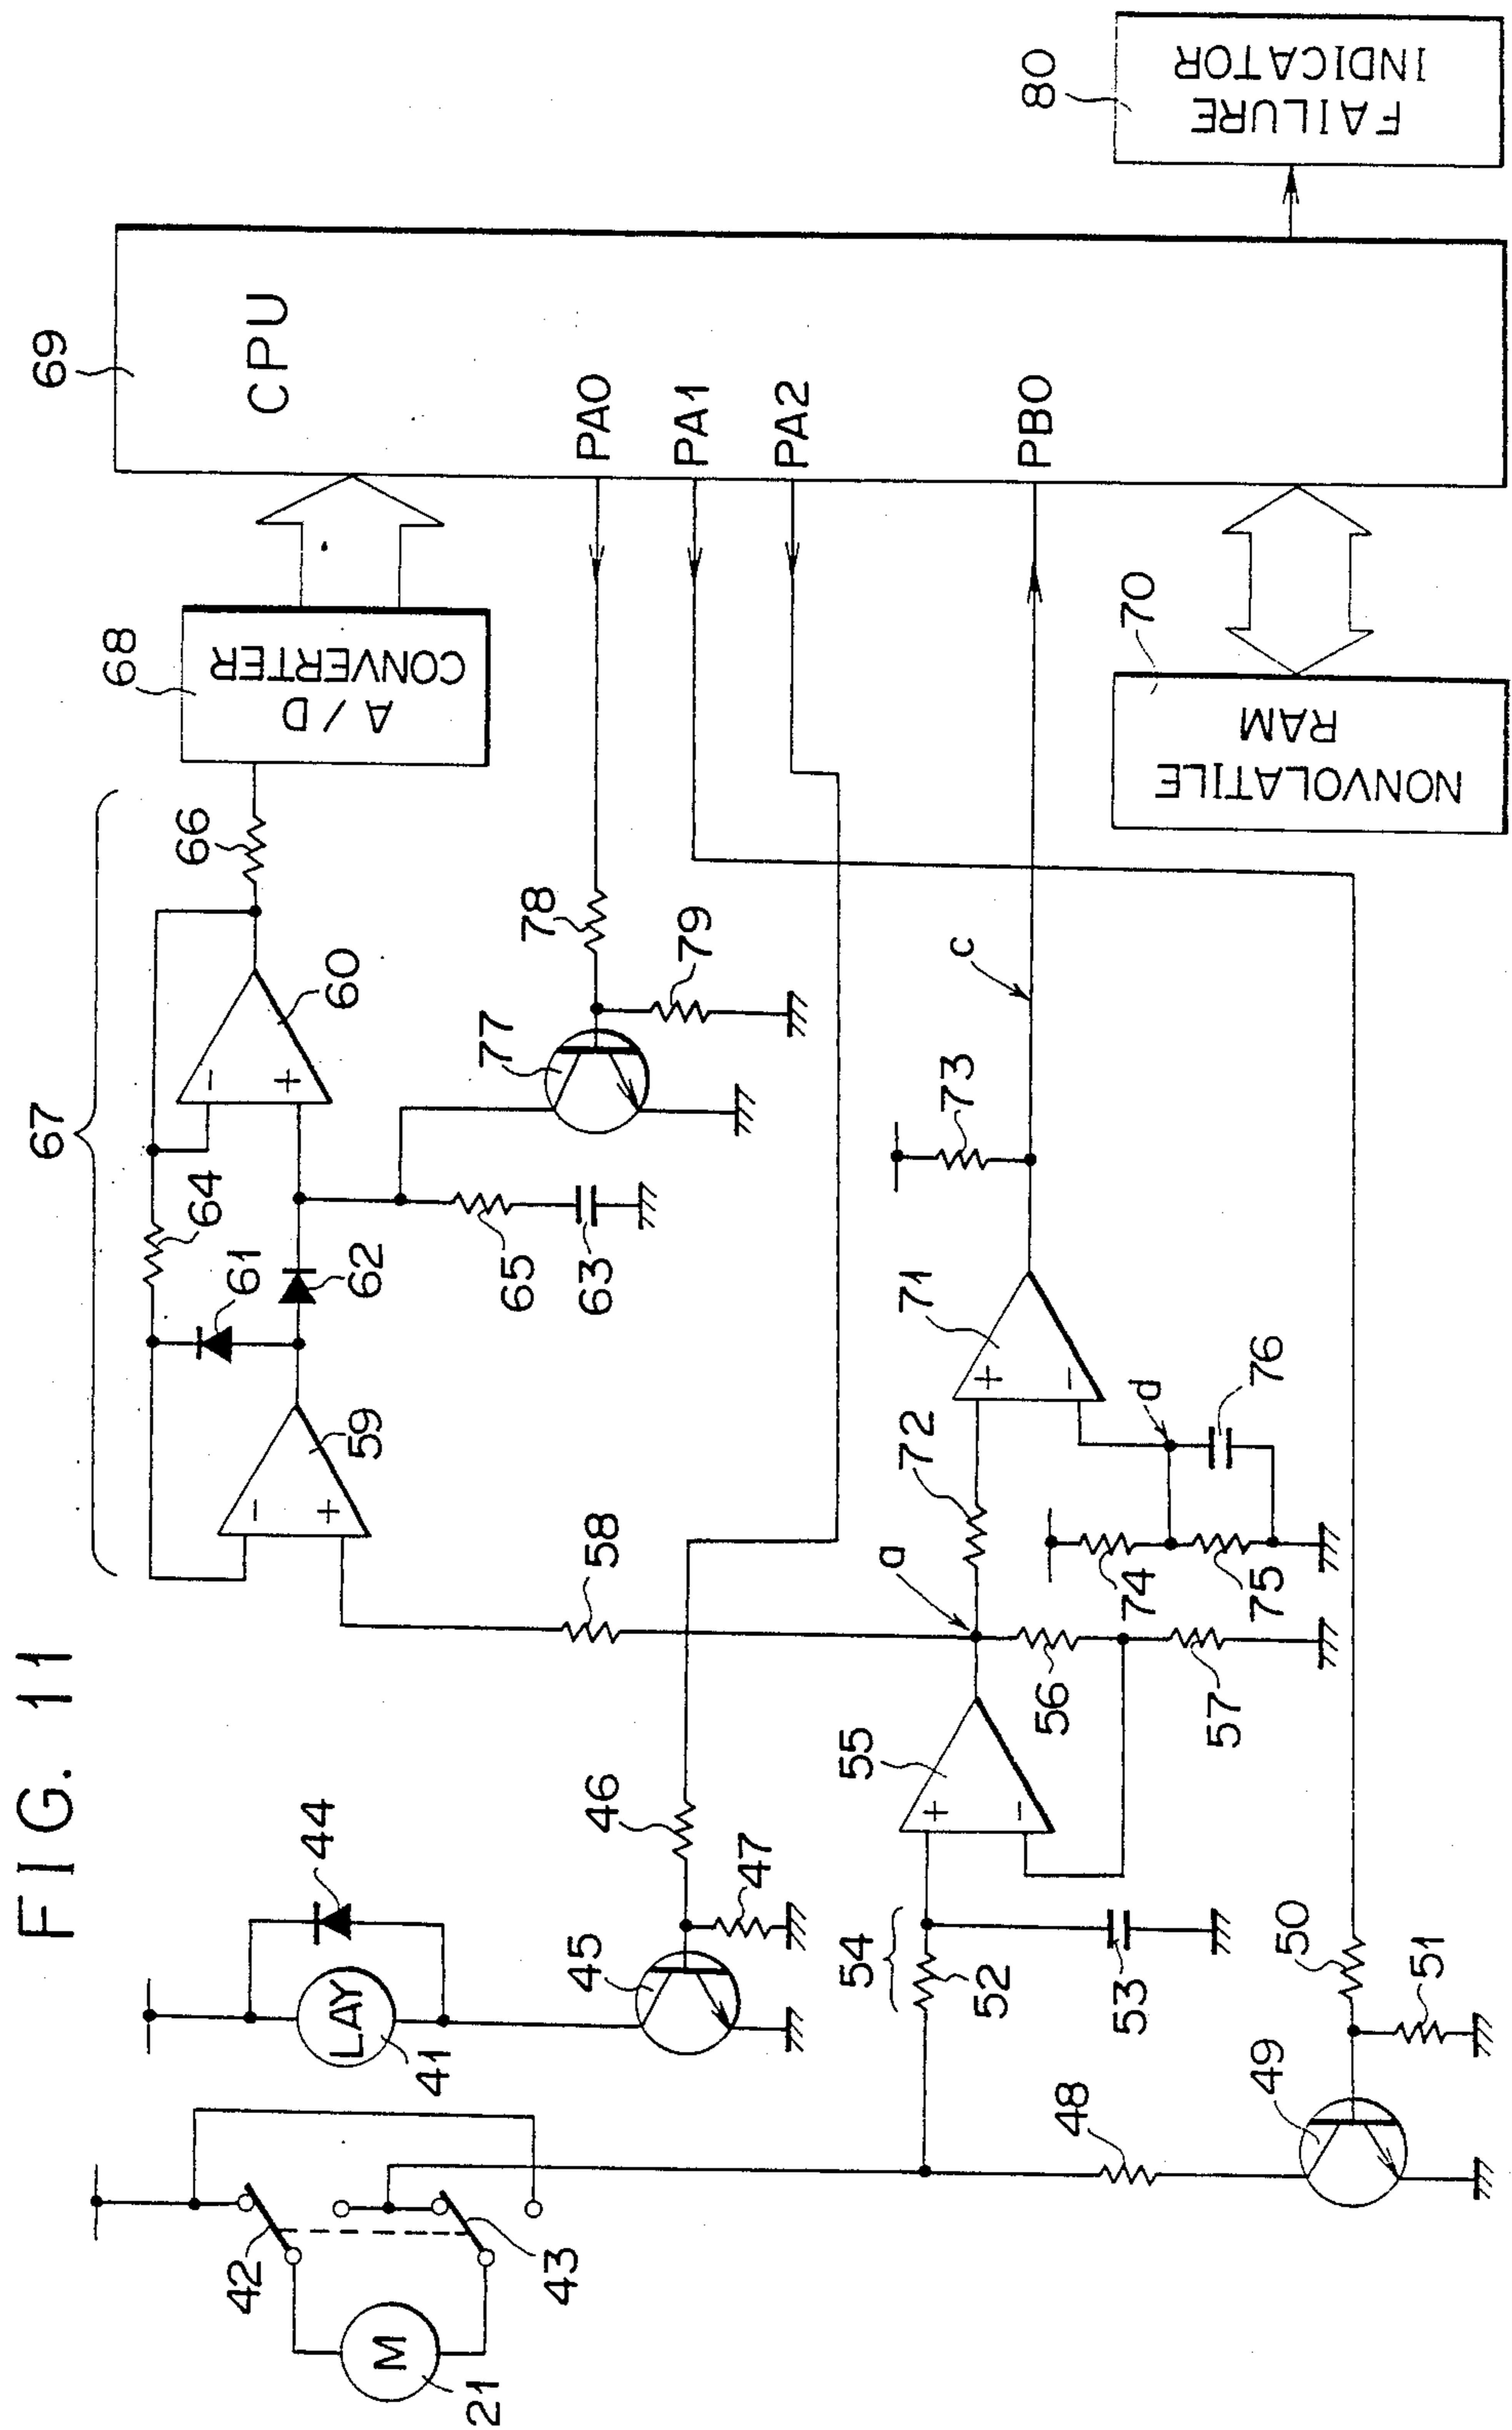 FIG. 11
67
69
CPU
68
A/D
CONVERTER
66
64
61
62
60
−
+
59
−
+
65
63
77
78
79
PA0
PA1
PA2
PB0
80
FAILURE
INDICATOR
70
NONVOLATILE
RAM
44
LAY
41
45
46
47
58
42
43
M
21
54
52
53
55
+
−
56
57
a
72
71
+
−
73
c
d
74
75
76
48
49
50
51